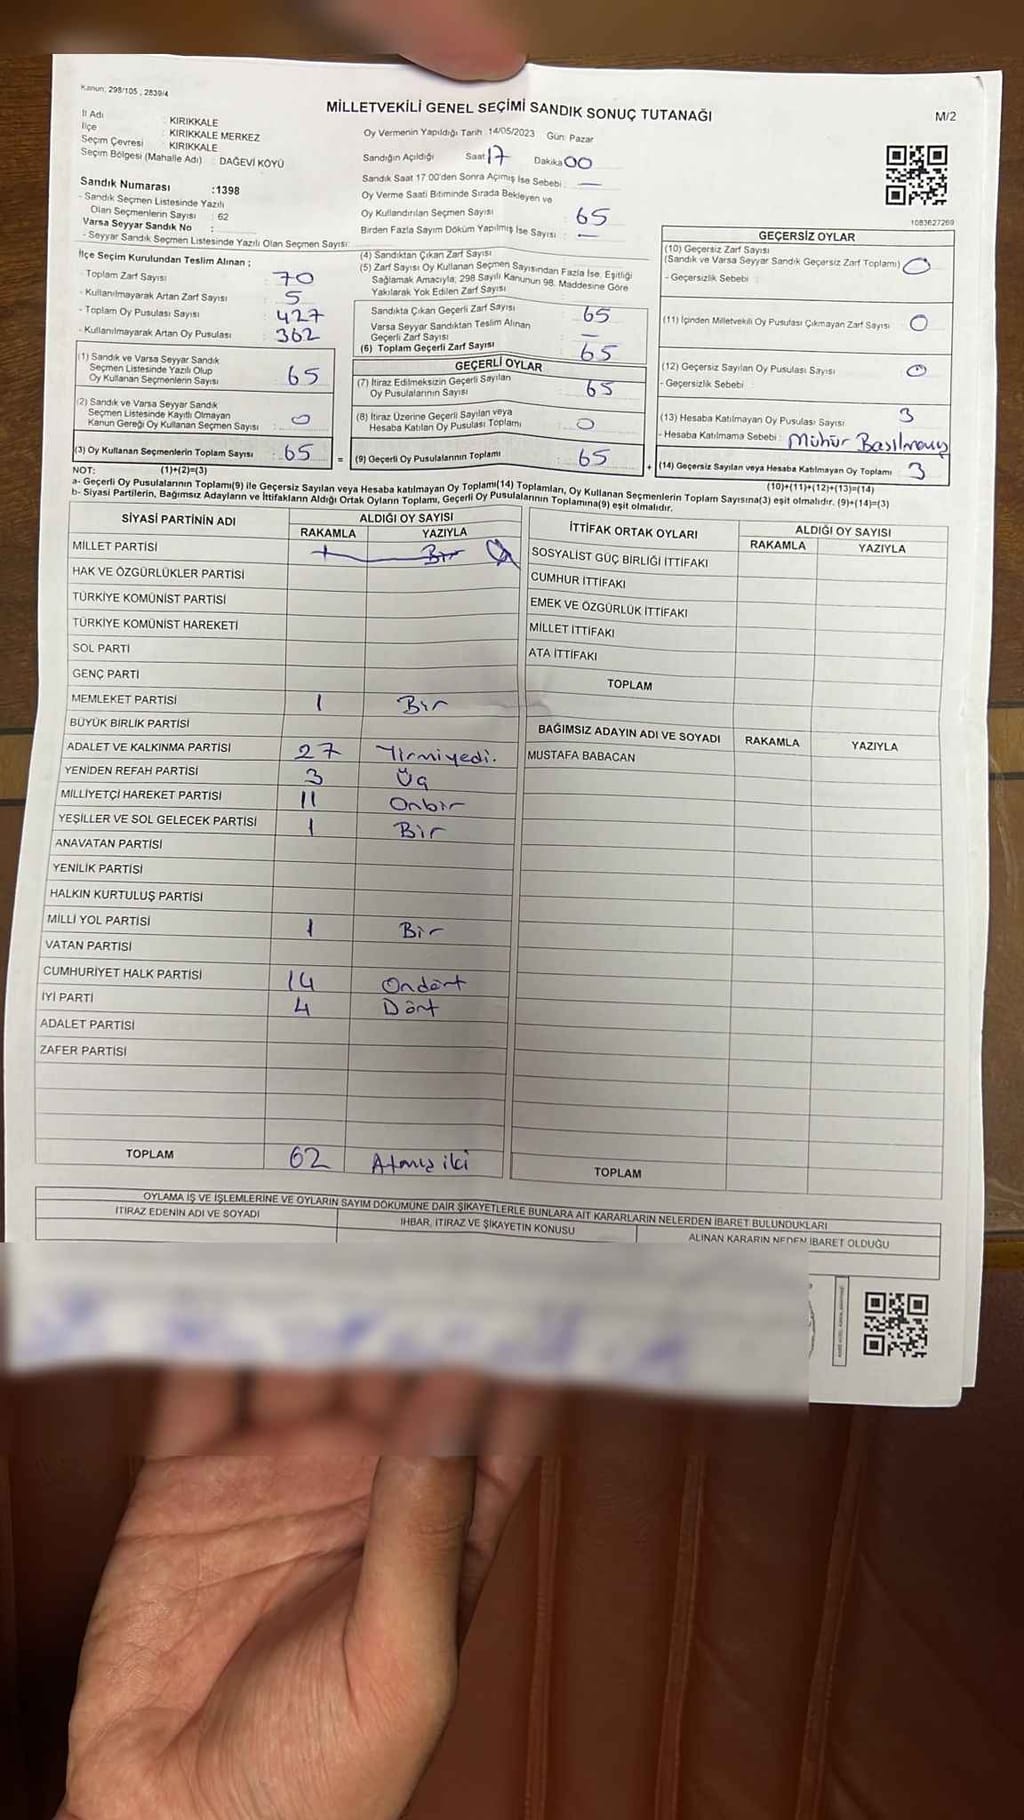 Kanun; 298/105 , 2839/4
MİLLETVEKİLİ GENEL SEÇİMİ SANDIK SONUÇ TUTANAĞI
M/2
İl Adı : KIRIKKALE
İlçe : KIRIKKALE MERKEZ
Seçim Çevresi : KIRIKKALE
Seçim Bölgesi (Mahalle Adı) : DAĞEVİ KÖYÜ
Sandık Numarası :1398
- Sandık Seçmen Listesinde Yazılı
Olan Seçmenlerin Sayısı : 62
Varsa Seyyar Sandık No :
- Seyyar Sandık Seçmen Listesinde Yazılı Olan Seçmen Sayısı:
Oy Vermenin Yapıldığı Tarih :14/05/2023 Gün: Pazar
Sandığın Açıldığı Saat 17 Dakika 00
Sandık Saat 17.00'den Sonra Açımış İse Sebebi : —
Oy Verme Saati Bitiminde Sırada Bekleyen ve
Oy Kullandırılan Seçmen Sayısı 65
Birden Fazla Sayım Döküm Yapılmış İse Sayısı : —
1083627269
İlçe Seçim Kurulundan Teslim Alınan ;
- Toplam Zarf Sayısı : 70
- Kullanılmayarak Artan Zarf Sayısı : 5
- Toplam Oy Pusulası Sayısı : 427
- Kullanılmayarak Artan Oy Pusulası : 362
(1) Sandık ve Varsa Seyyar Sandık
Seçmen Listesinde Yazılı Olup
Oy Kullanan Seçmenlerin Sayısı : 65
(2) Sandık ve Varsa Seyyar Sandık
Seçmen Listesinde Kayıtlı Olmayan
Kanun Gereği Oy Kullanan Seçmen Sayısı : 0
(3) Oy Kullanan Seçmenlerin Toplam Sayısı : 65
(4) Sandıktan Çıkan Zarf Sayısı
(5) Zarf Sayısı Oy Kullanan Seçmen Sayısından Fazla İse, Eşitliği
Sağlamak Amacıyla, 298 Sayılı Kanunun 98. Maddesine Göre
Yakılarak Yok Edilen Zarf Sayısı :
Sandıkta Çıkan Geçerli Zarf Sayısı : 65
Varsa Seyyar Sandıktan Teslim Alınan
Geçerli Zarf Sayısı : —
(6) Toplam Geçerli Zarf Sayısı : 65
GEÇERLİ OYLAR
(7) İtiraz Edilmeksizin Geçerli Sayılan
Oy Pusulalarının Sayısı : 65
(8) İtiraz Üzerine Geçerli Sayılan veya
Hesaba Katılan Oy Pusulası Toplamı : 0
= (9) Geçerli Oy Pusulalarının Toplamı : 65 +
GEÇERSİZ OYLAR
(10) Geçersiz Zarf Sayısı
(Sandık ve Varsa Seyyar Sandık Geçersiz Zarf Toplamı) : 0
- Geçersizlik Sebebi :
(11) İçinden Milletvekili Oy Pusulası Çıkmayan Zarf Sayısı : 0
(12) Geçersiz Sayılan Oy Pusulası Sayısı : 0
- Geçersizlik Sebebi :
(13) Hesaba Katılmayan Oy Pusulası Sayısı : 3
- Hesaba Katılmama Sebebi : Mühür Basılmamış
(14) Geçersiz Sayılan veya Hesaba Katılmayan Oy Toplamı : 3
NOT: (1)+(2)=(3)
(10)+(11)+(12)+(13)=(14)
a- Geçerli Oy Pusulalarının Toplamı(9) ile Geçersiz Sayılan veya Hesaba katılmayan Oy Toplamı(14) Toplamları, Oy Kullanan Seçmenlerin Toplam Sayısına(3) eşit olmalıdır. (9)+(14)=(3)
b- Siyasi Partilerin, Bağımsız Adayların ve İttifakların Aldığı Ortak Oyların Toplamı, Geçerli Oy Pusulalarının Toplamına(9) eşit olmalıdır.
SİYASİ PARTİNİN ADI ALDIĞI OY SAYISI
RAKAMLA YAZIYLA
MİLLET PARTİSİ 1 Bir
HAK VE ÖZGÜRLÜKLER PARTİSİ
TÜRKİYE KOMÜNİST PARTİSİ
TÜRKİYE KOMÜNİST HAREKETİ
SOL PARTİ
GENÇ PARTİ
MEMLEKET PARTİSİ 1 Bir
BÜYÜK BİRLİK PARTİSİ
ADALET VE KALKINMA PARTİSİ 27 Yirmiyedi.
YENİDEN REFAH PARTİSİ 3 Üç
MİLLİYETÇİ HAREKET PARTİSİ 11 Onbir
YEŞİLLER VE SOL GELECEK PARTİSİ 1 Bir
ANAVATAN PARTİSİ
YENİLİK PARTİSİ
HALKIN KURTULUŞ PARTİSİ
MİLLİ YOL PARTİSİ 1 Bir
VATAN PARTİSİ
CUMHURİYET HALK PARTİSİ 14 Ondört
İYİ PARTİ 4 Dört
ADALET PARTİSİ
ZAFER PARTİSİ
TOPLAM 62 Atmış iki
İTTİFAK ORTAK OYLARI ALDIĞI OY SAYISI
RAKAMLA YAZIYLA
SOSYALİST GÜÇ BİRLİĞİ İTTİFAKI
CUMHUR İTTİFAKI
EMEK VE ÖZGÜRLÜK İTTİFAKI
MİLLET İTTİFAKI
ATA İTTİFAKI
TOPLAM
BAĞIMSIZ ADAYIN ADI VE SOYADI RAKAMLA YAZIYLA
MUSTAFA BABACAN
TOPLAM
OYLAMA İŞ VE İŞLEMLERİNE VE OYLARIN SAYIM DÖKÜMÜNE DAİR ŞİKAYETLERLE BUNLARA AİT KARARLARIN NELERDEN İBARET BULUNDUKLARI
İTİRAZ EDENİN ADI VE SOYADI İHBAR, İTİRAZ VE ŞİKAYETİN KONUSU ALINAN KARARIN NEDEN İBARET OLDUĞU